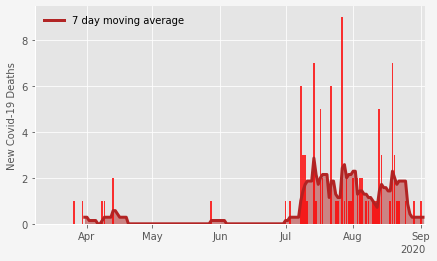 7 day moving average
New Covid-19 Deaths
8
6
4
2
0
Apr
May
Jun
Jul
Aug
Sep
2020